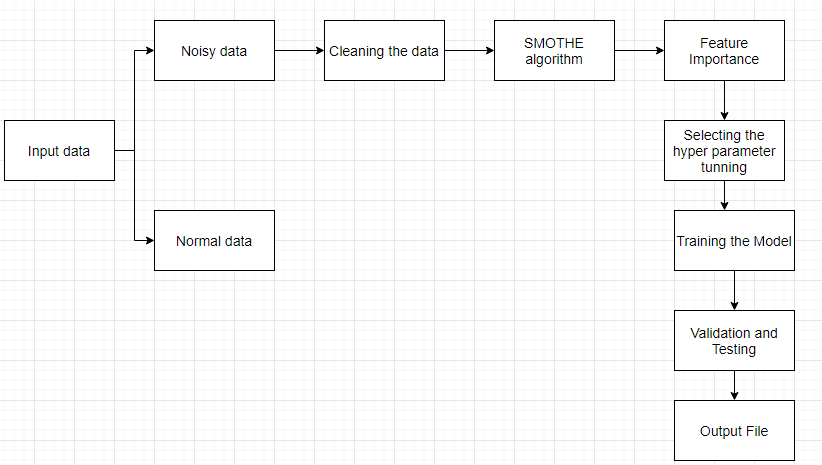 Noisy data
Cleaning the data
SMOTHE
algorithm
Feature
Importance
Input data
Selecting the
hyper parameter
tunning
Normal data
Training the Model
Validation and
Testing
Output File